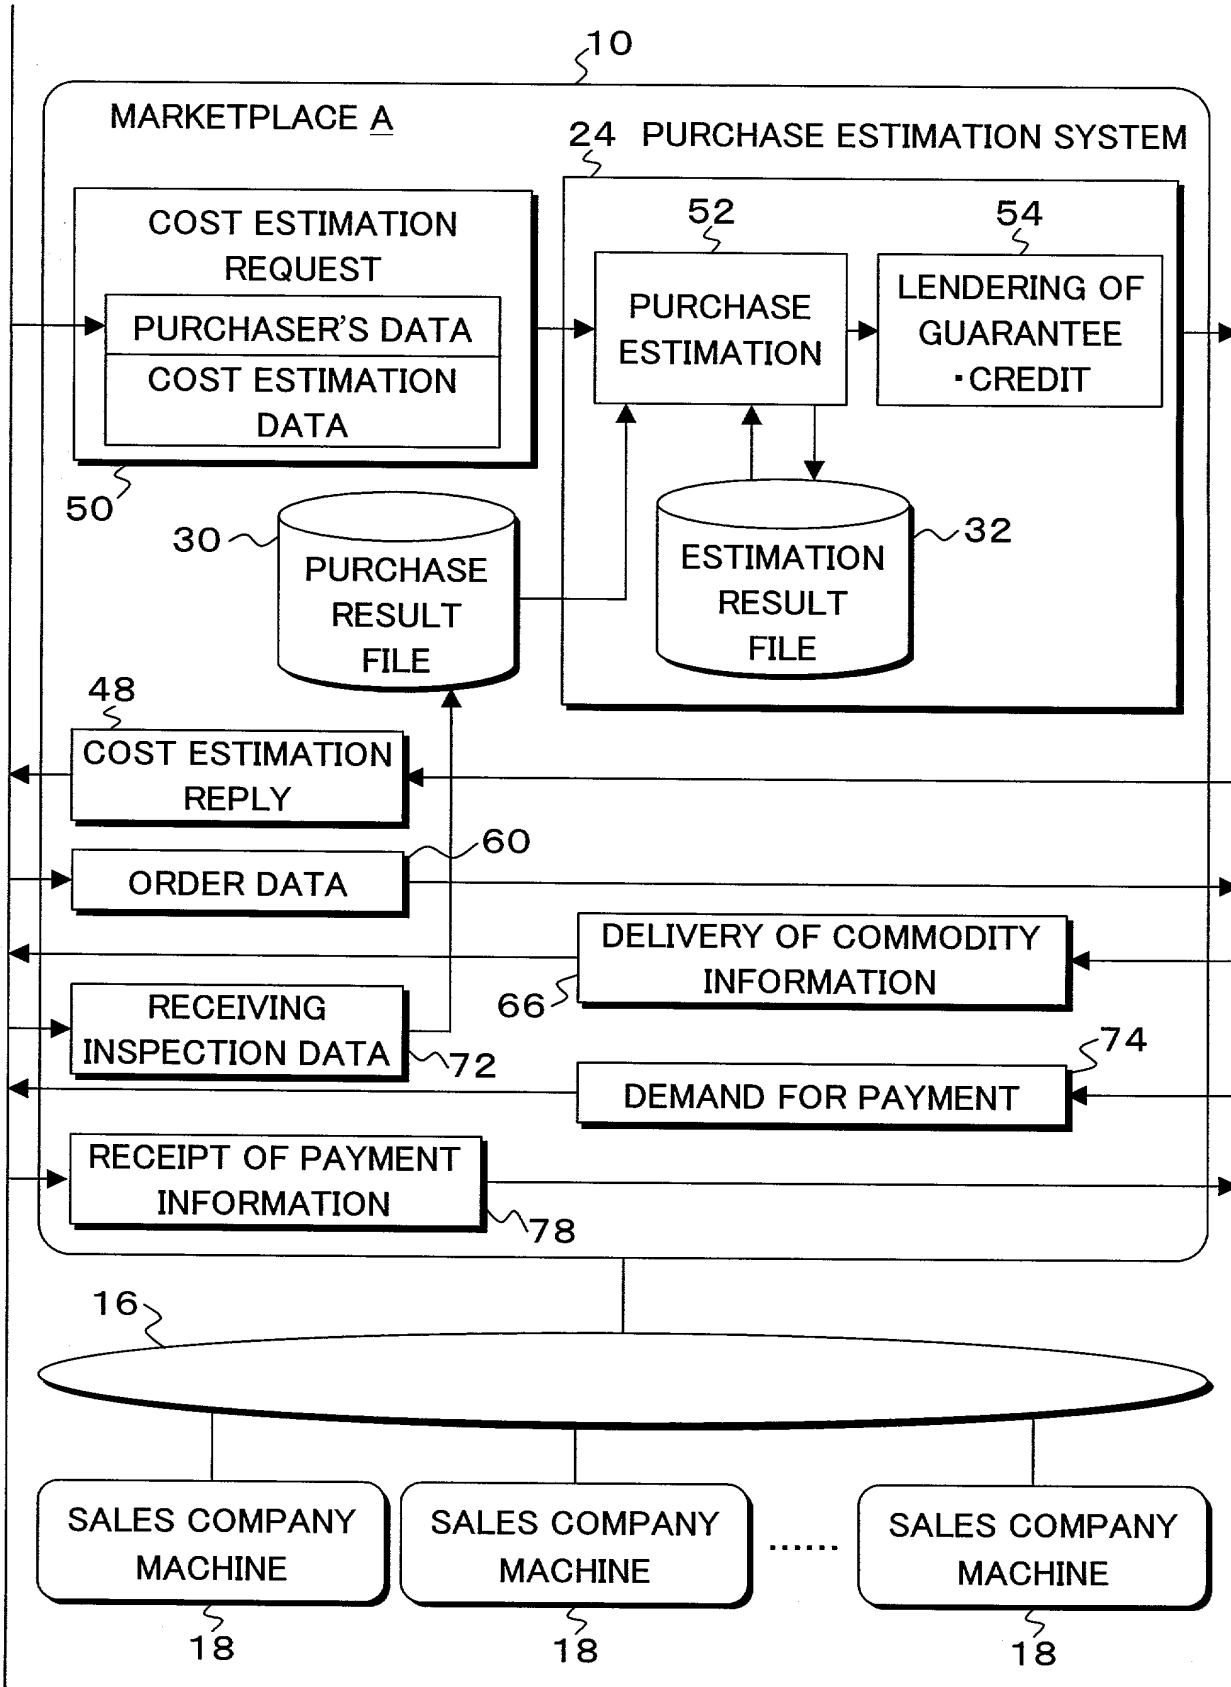 10
MARKETPLACE A
24 PURCHASE ESTIMATION SYSTEM
COST ESTIMATION
REQUEST
PURCHASER'S DATA
COST ESTIMATION
DATA
50
52
PURCHASE
ESTIMATION
54
LENDERING OF
GUARANTEE
・CREDIT
30
PURCHASE
RESULT
FILE
ESTIMATION
RESULT
FILE
32
48
COST ESTIMATION
REPLY
60
ORDER DATA
DELIVERY OF COMMODITY
INFORMATION
66
RECEIVING
INSPECTION DATA
72
74
DEMAND FOR PAYMENT
RECEIPT OF PAYMENT
INFORMATION
78
16
SALES COMPANY
MACHINE
18
SALES COMPANY
MACHINE
18
......
SALES COMPANY
MACHINE
18